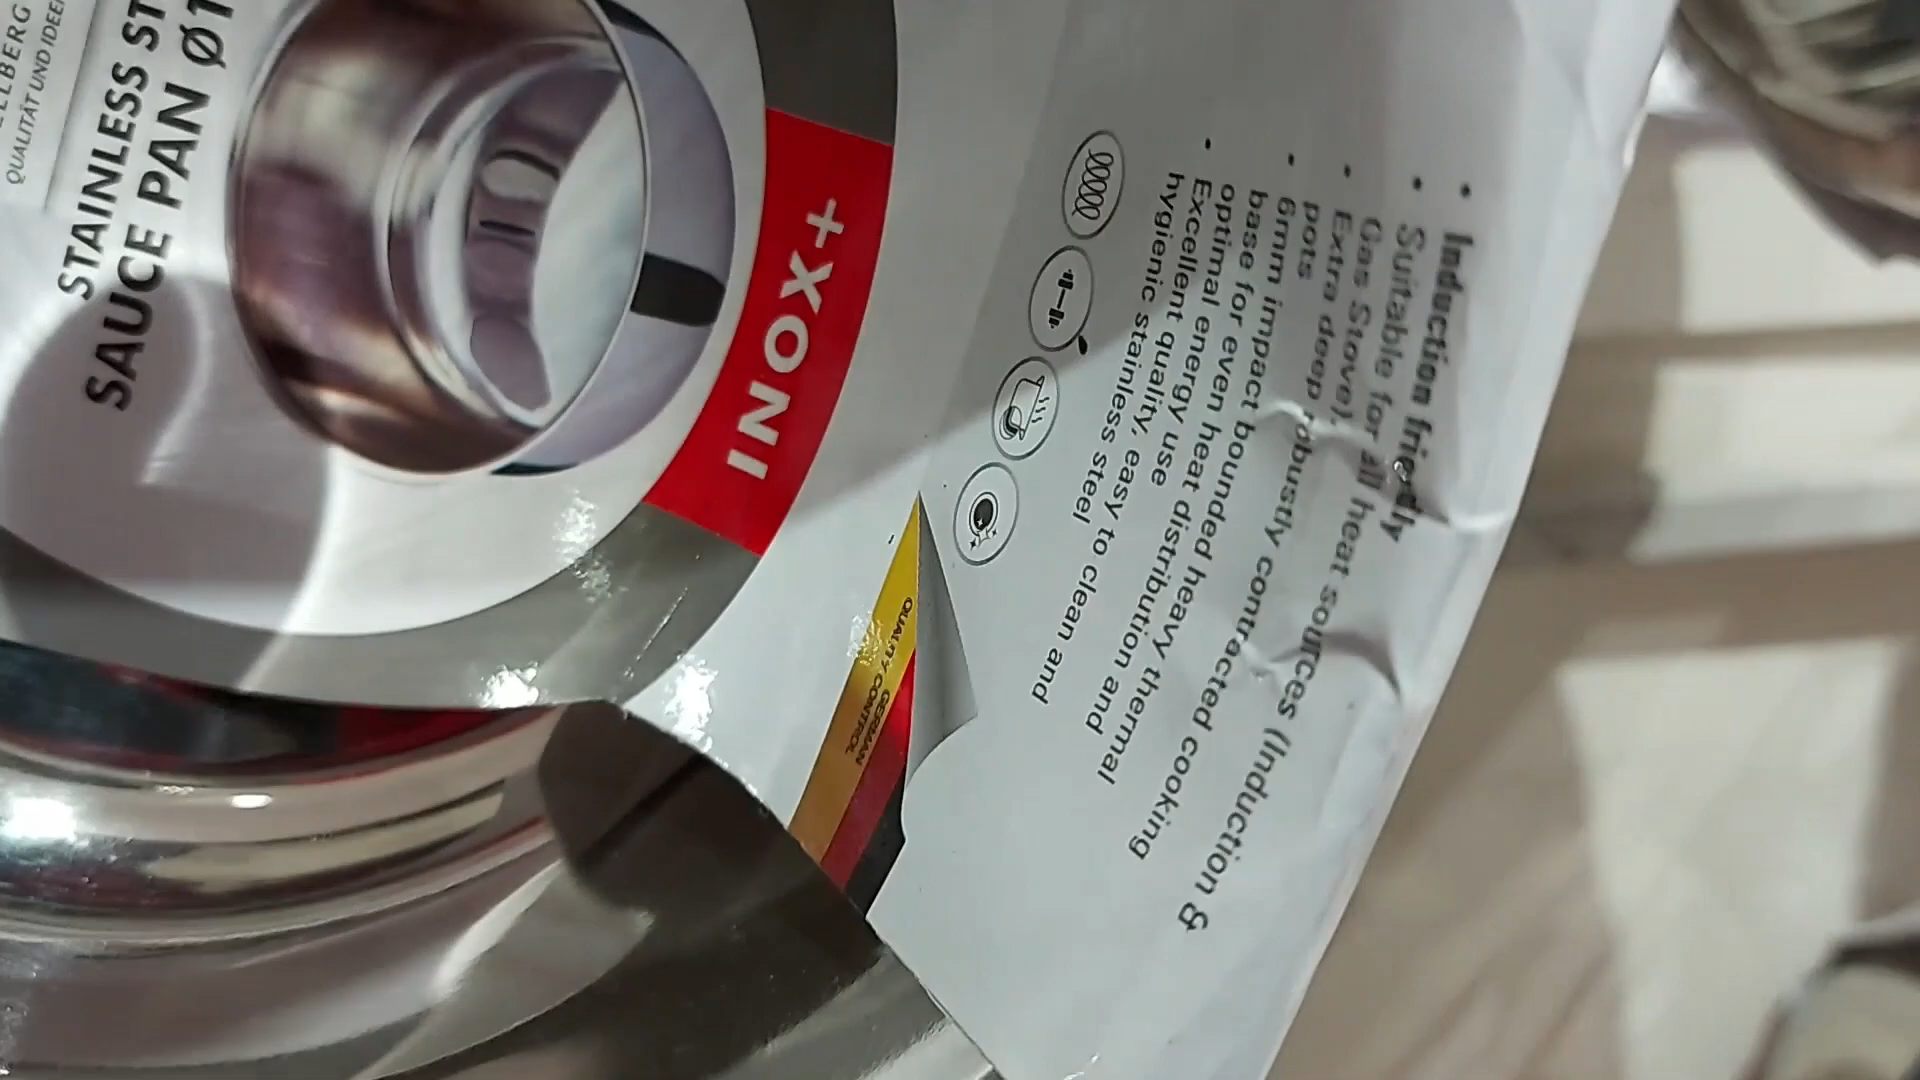 QUALITÄT UND IDEE
STAINLESS ST
SAUCE PAN Ø1
INOX+
• Induction friendly
• Suitable for all heat sources (Induction &
Gas Stove).
• Extra deep robustly contracted cooking
pots
• 6mm impact bounded heavy thermal
base for even heat distribution and
optimal energy use
• Excellent quality, easy to clean and
hygienic stainless steel
GERMAN
QUALITY CONTROL